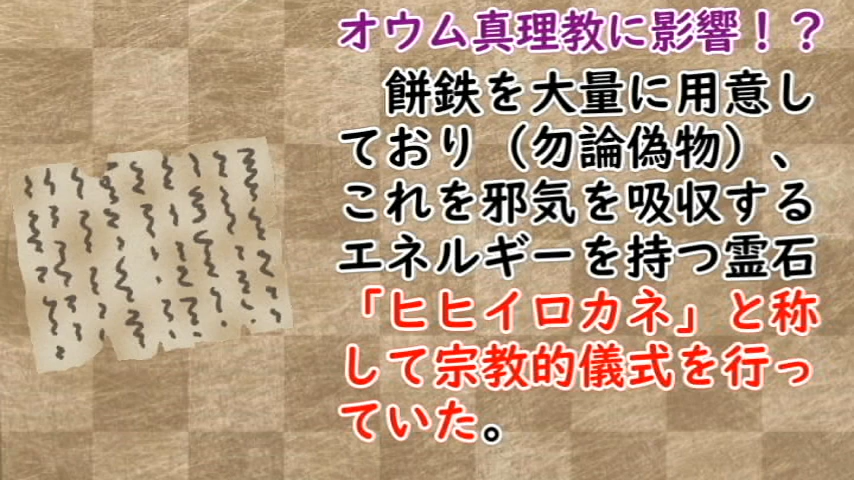 オウム真理教に影響！？
餅鉄を大量に用意し
ており（勿論偽物）、
これを邪気を吸収する
エネルギーを持つ霊石
「ヒヒイロカネ」と称
して宗教的儀式を行っ
ていた。